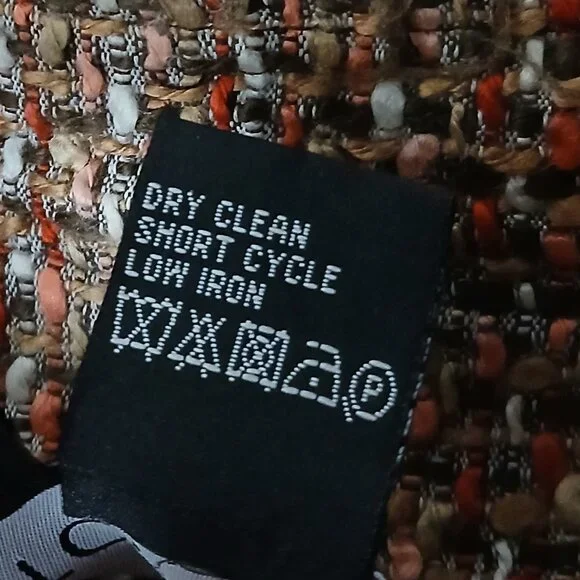 DRY CLEAN
SHORT CYCLE
LOW IRON
P